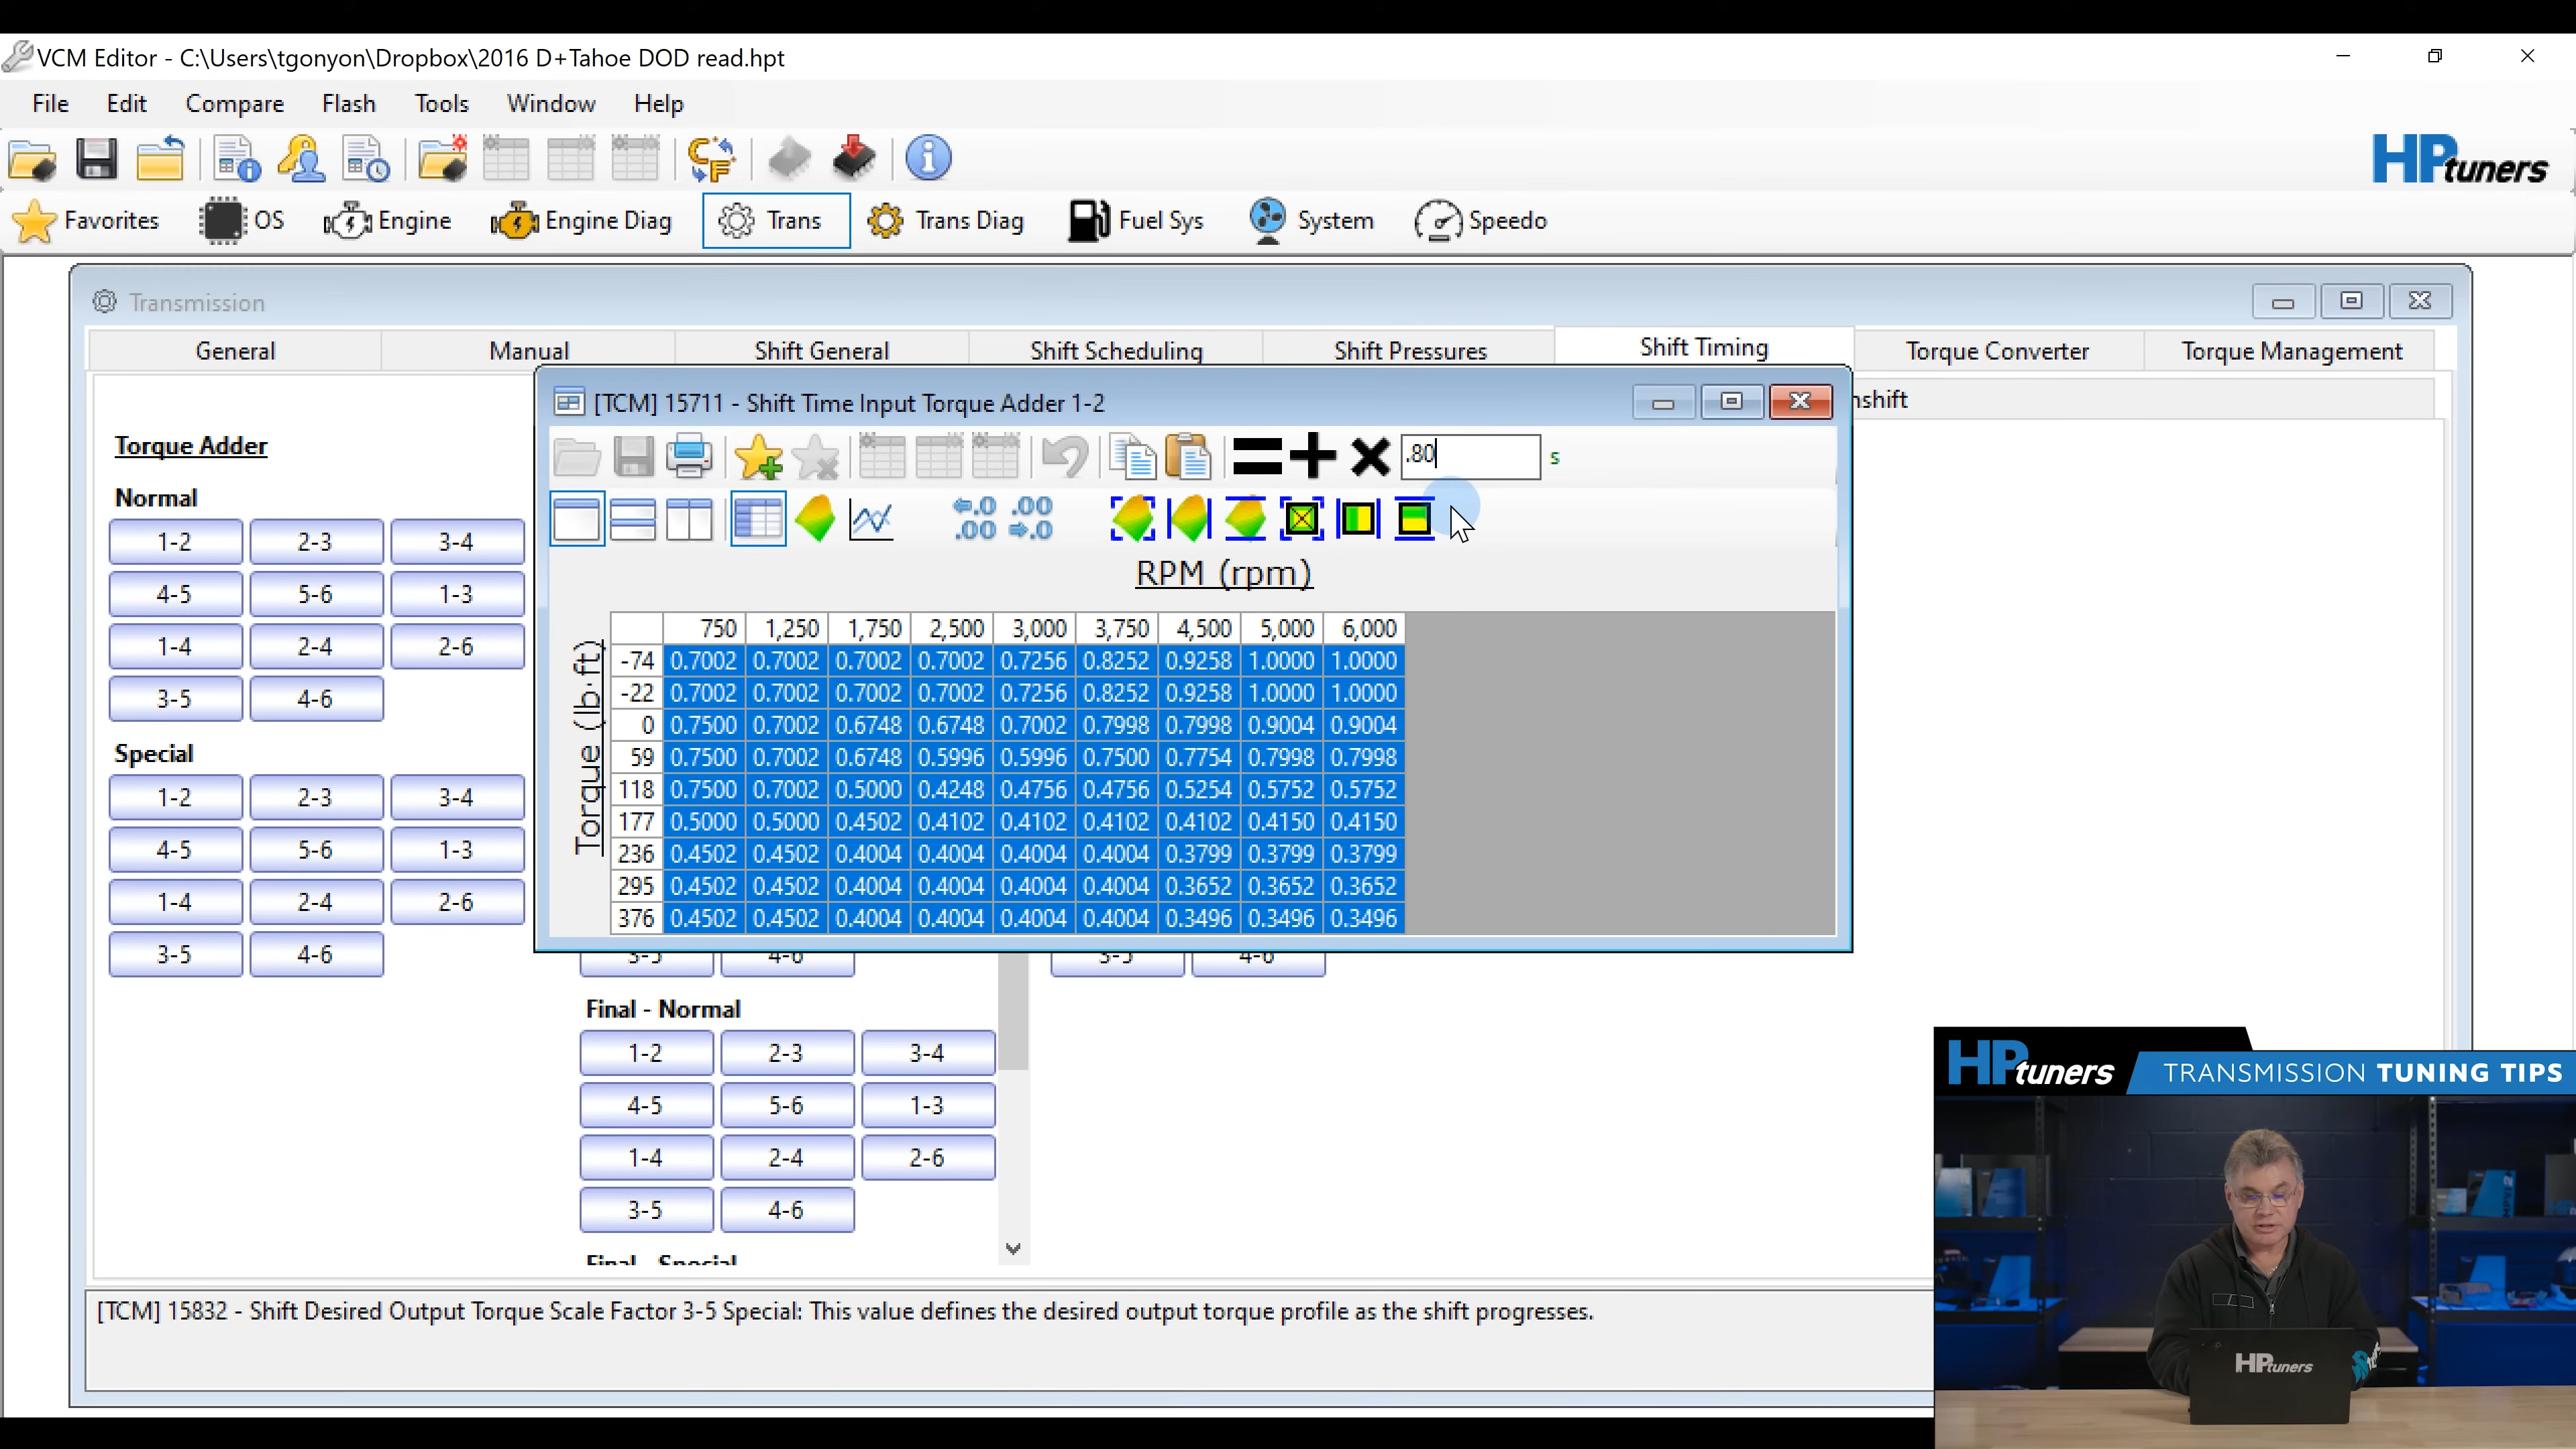 VCM Editor - C:\Users\tgonyon\Dropbox\2016 D+Tahoe DOD read.hpt
File Edit Compare Flash Tools Window Help
HPtuners
Favorites OS Engine Engine Diag Trans Trans Diag Fuel Sys System Speedo
Transmission
General Manual Shift General Shift Scheduling Shift Pressures Shift Timing Torque Converter Torque Management
nshift
[TCM] 15711 - Shift Time Input Torque Adder 1-2
.80 s
RPM (rpm)
Torque (lb·ft)
750 1,250 1,750 2,500 3,000 3,750 4,500 5,000 6,000
-74 0.7002 0.7002 0.7002 0.7002 0.7256 0.8252 0.9258 1.0000 1.0000
-22 0.7002 0.7002 0.7002 0.7002 0.7256 0.8252 0.9258 1.0000 1.0000
0 0.7500 0.7002 0.6748 0.6748 0.7002 0.7998 0.7998 0.9004 0.9004
59 0.7500 0.7002 0.6748 0.5996 0.5996 0.7500 0.7754 0.7998 0.7998
118 0.7500 0.7002 0.5000 0.4248 0.4756 0.4756 0.5254 0.5752 0.5752
177 0.5000 0.5000 0.4502 0.4102 0.4102 0.4102 0.4102 0.4150 0.4150
236 0.4502 0.4502 0.4004 0.4004 0.4004 0.4004 0.3799 0.3799 0.3799
295 0.4502 0.4502 0.4004 0.4004 0.4004 0.4004 0.3652 0.3652 0.3652
376 0.4502 0.4502 0.4004 0.4004 0.4004 0.4004 0.3496 0.3496 0.3496
Torque Adder
Normal
1-2 2-3 3-4
4-5 5-6 1-3
1-4 2-4 2-6
3-5 4-6
Special
1-2 2-3 3-4
4-5 5-6 1-3
1-4 2-4 2-6
3-5 4-6
3-5 4-6
Final - Normal
1-2 2-3 3-4
4-5 5-6 1-3
1-4 2-4 2-6
3-5 4-6
Final - Special
3-5 4-6
[TCM] 15832 - Shift Desired Output Torque Scale Factor 3-5 Special: This value defines the desired output torque profile as the shift progresses.
HPtuners TRANSMISSION TUNING TIPS
HPtuners